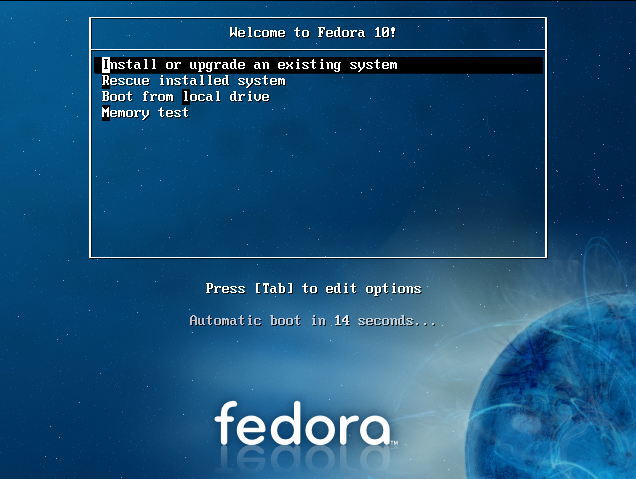 Welcome to Fedora 10!
Install or upgrade an existing system
Rescue installed system
Boot from local drive
Memory test
Press [Tab] to edit options
Automatic boot in 14 seconds...
fedora™